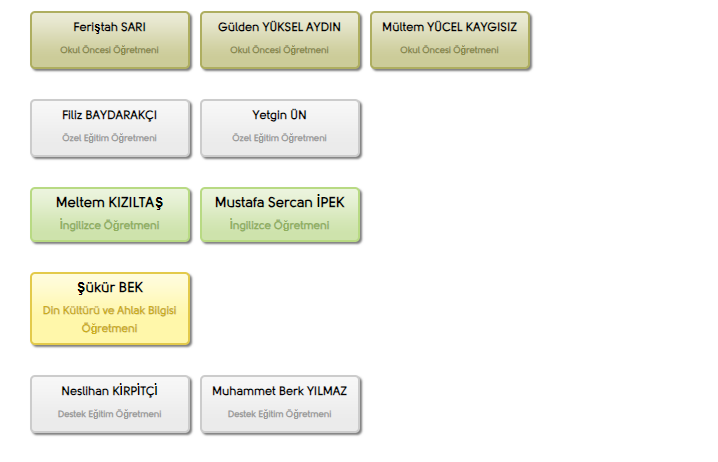 Feriştah SARI
Okul Öncesi Öğretmeni
Gülden YÜKSEL AYDIN
Okul Öncesi Öğretmeni
Mültem YÜCEL KAYGISIZ
Okul Öncesi Öğretmeni
Filiz BAYDARAKÇI
Özel Eğitim Öğretmeni
Yetgin ÜN
Özel Eğitim Öğretmeni
Meltem KIZILTAŞ
İngilizce Öğretmeni
Mustafa Sercan İPEK
İngilizce Öğretmeni
Şükür BEK
Din Kültürü ve Ahlak Bilgisi
Öğretmeni
Neslihan KİRPİTÇİ
Destek Eğitim Öğretmeni
Muhammet Berk YILMAZ
Destek Eğitim Öğretmeni